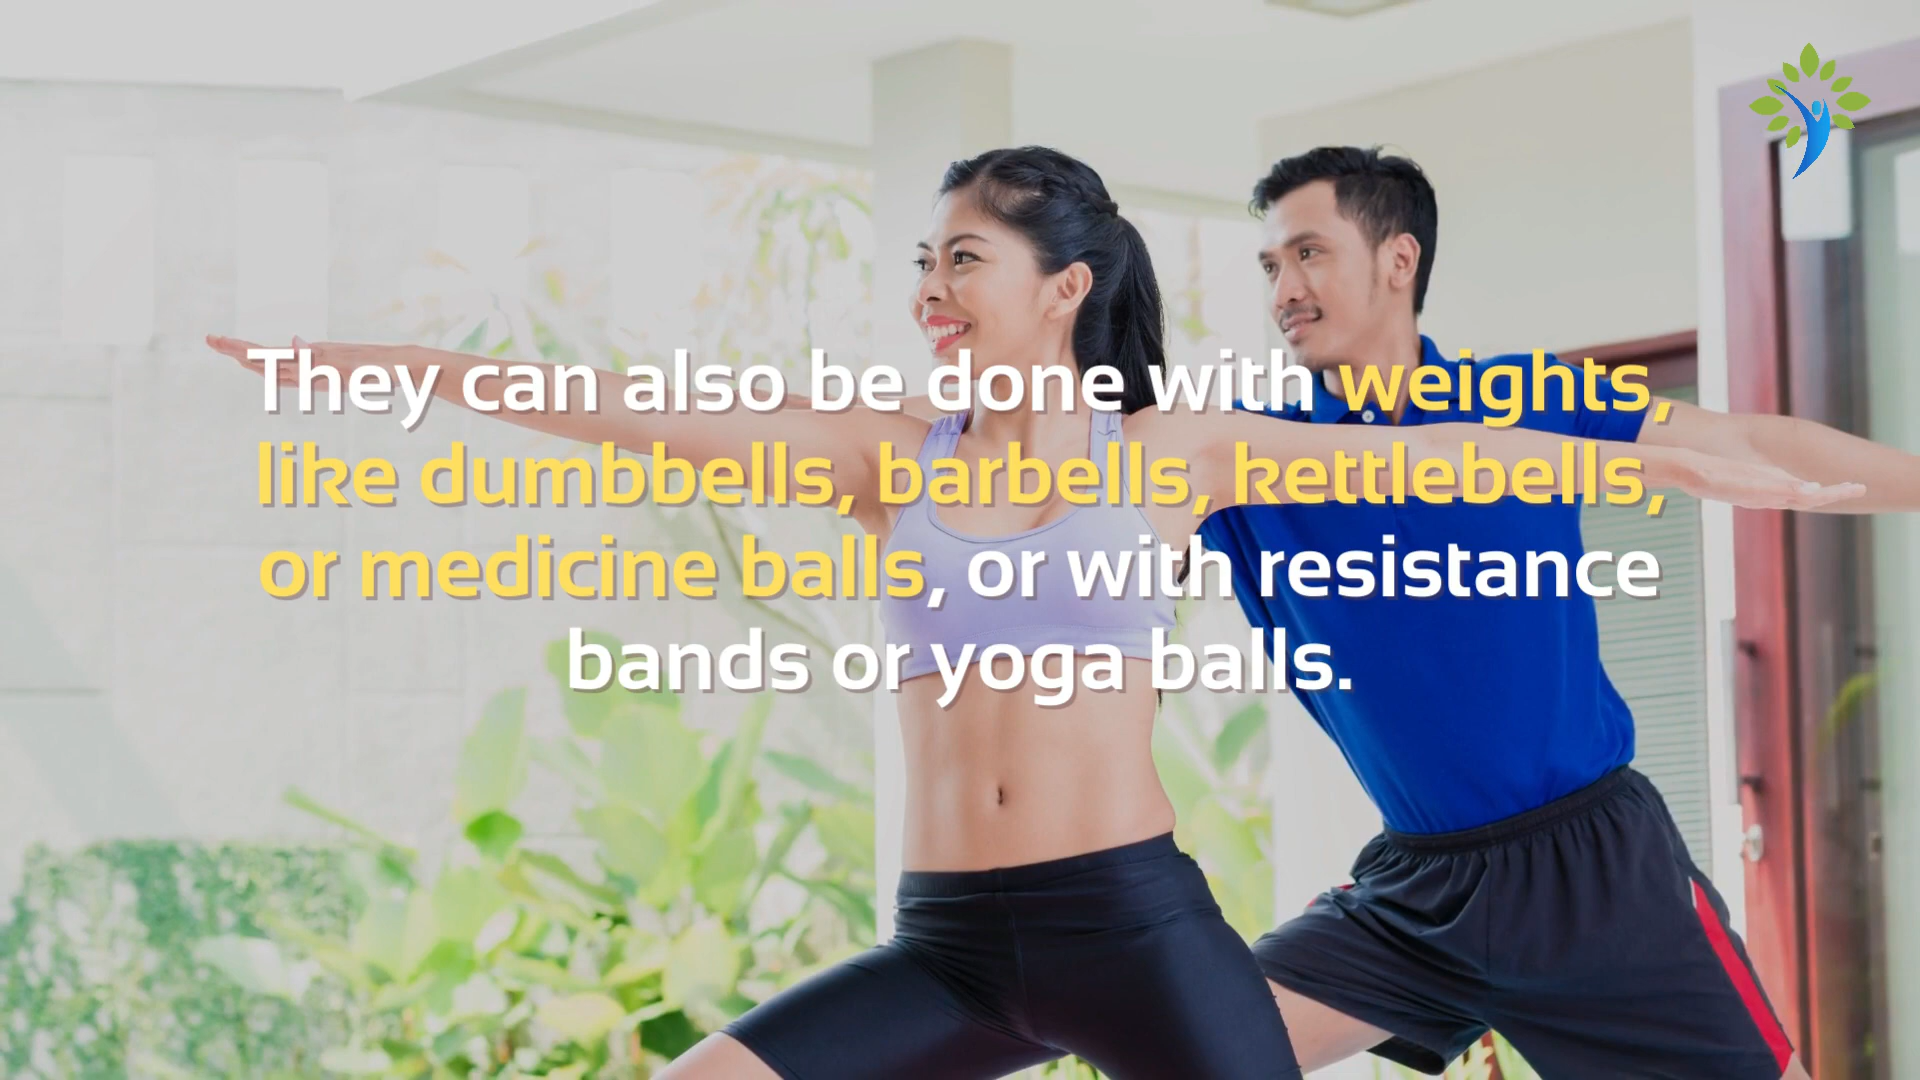 They can also be done with weights,
like dumbbells, barbells, kettlebells,
or medicine balls, or with resistance
bands or yoga balls.